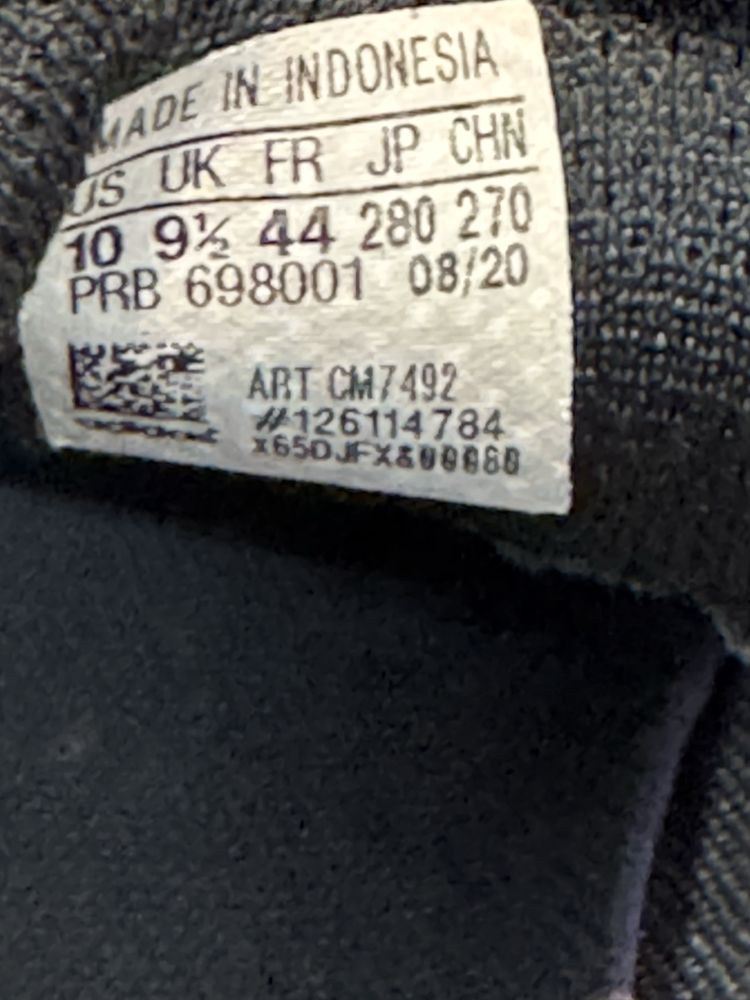 MADE IN INDONESIA
US UK FR JP CHN
10 9½ 44 280 270
PRB 698001 08/20
ART CM7492
#126114784